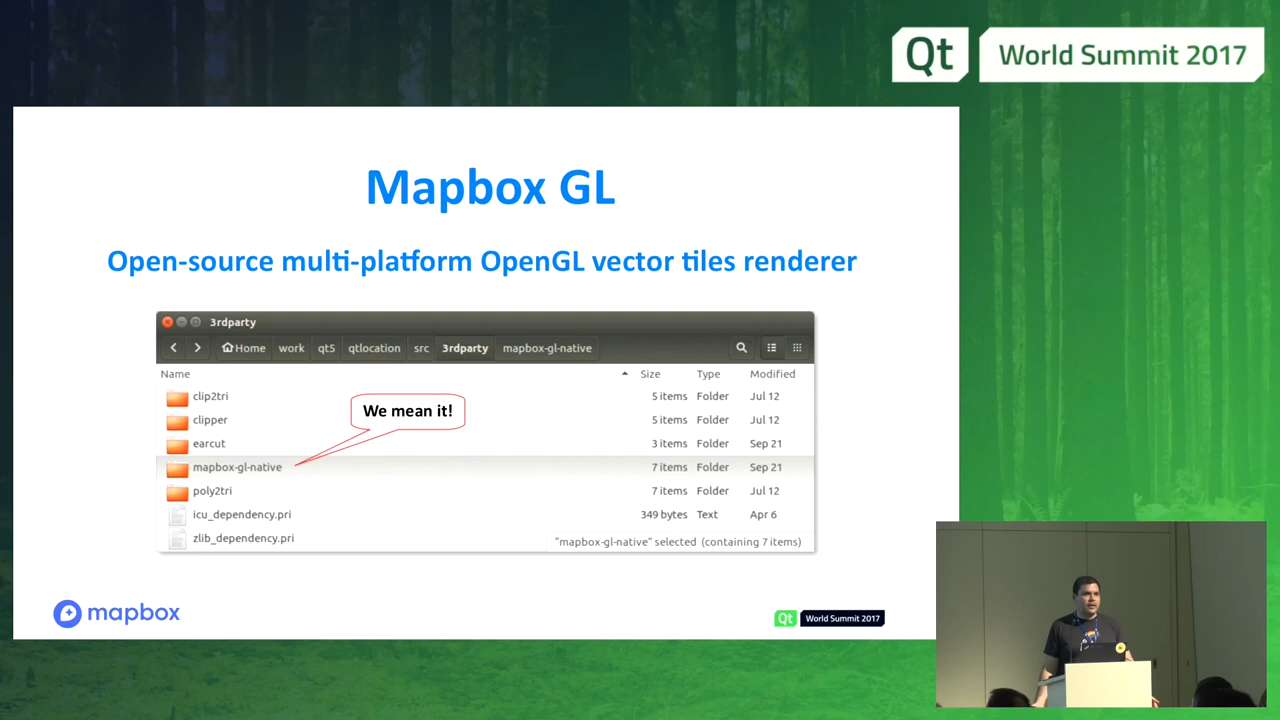 Qt World Summit 2017
Mapbox GL
Open-source multi-platform OpenGL vector tiles renderer
3rdparty
Home work qt5 qtlocation src 3rdparty mapbox-gl-native
Name Size Type Modified
clip2tri 5 items Folder Jul 12
We mean it!
clipper 5 items Folder Jul 12
earcut 3 items Folder Sep 21
mapbox-gl-native 7 items Folder Sep 21
poly2tri 7 items Folder Jul 12
icu_dependency.pri 349 bytes Text Apr 6
zlib_dependency.pri
"mapbox-gl-native" selected (containing 7 items)
mapbox
Qt World Summit 2017